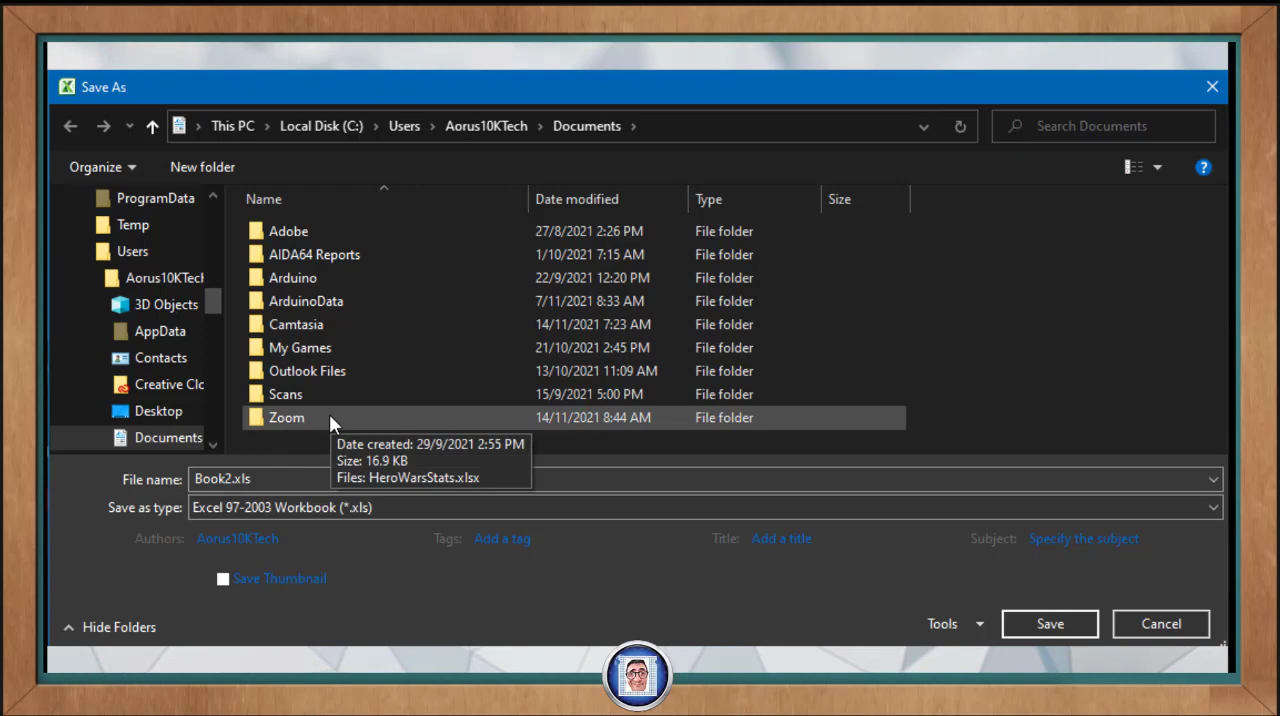 Save As
This PC > Local Disk (C:) > Users > Aorus10KTech > Documents >
Search Documents
Organize
New folder
Name
Date modified
Type
Size
ProgramData
Temp
Users
Aorus10KTech
3D Objects
AppData
Contacts
Creative Clo
Desktop
Documents
Adobe 27/8/2021 2:26 PM File folder
AIDA64 Reports 1/10/2021 7:15 AM File folder
Arduino 22/9/2021 12:20 PM File folder
ArduinoData 7/11/2021 8:33 AM File folder
Camtasia 14/11/2021 7:23 AM File folder
My Games 21/10/2021 2:45 PM File folder
Outlook Files 13/10/2021 11:09 AM File folder
Scans 15/9/2021 5:00 PM File folder
Zoom 14/11/2021 8:44 AM File folder
Date created: 29/9/2021 2:55 PM
Size: 16.9 KB
Files: HeroWarsStats.xlsx
File name: Book2.xls
Save as type: Excel 97-2003 Workbook (*.xls)
Authors: Aorus10KTech Tags: Add a tag Title: Add a title Subject: Specify the subject
Save Thumbnail
Hide Folders
Tools
Save
Cancel